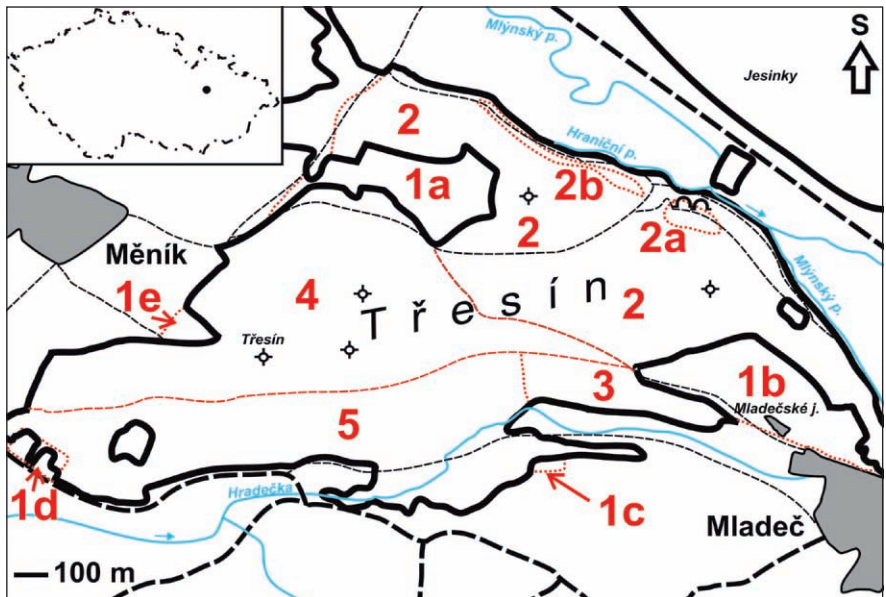 Mlýnský p.
S
Jesinky
2
Hraniční p.
1a
2b
2
2a
Měník
1e
4
Třesín
2
Mlýnský p.
Třesín
3
1b
Mladečské j.
5
1d
Hradečka
1c
Mladeč
100 m